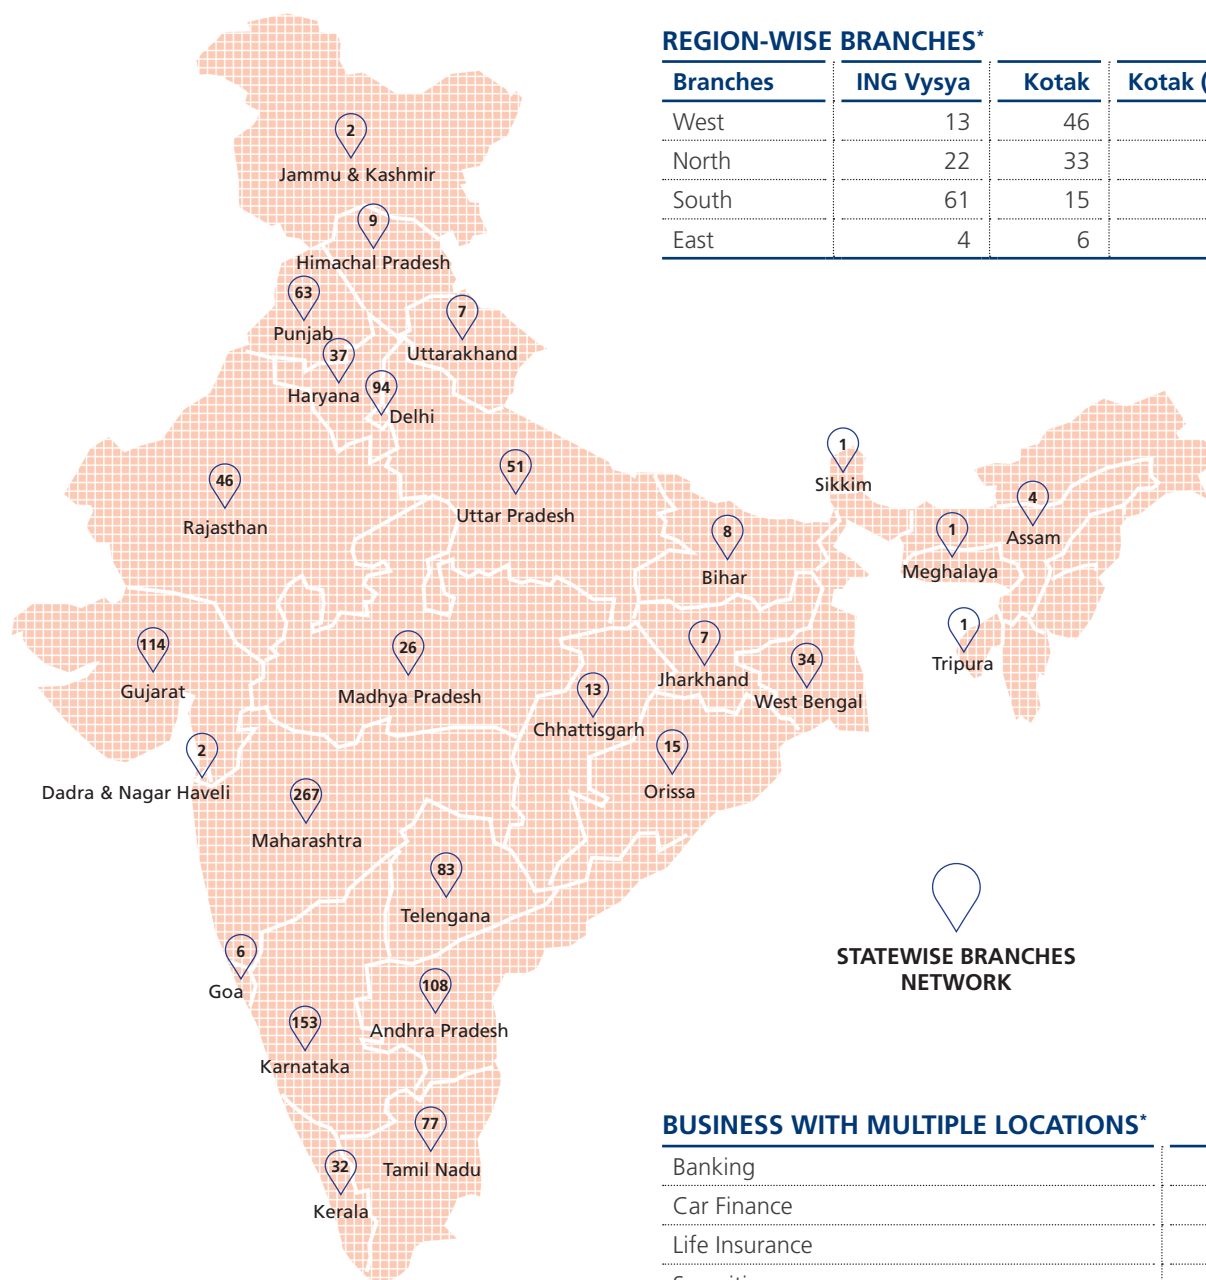 REGION-WISE BRANCHES*
Branches ING Vysya Kotak Kotak (
West 13 46
North 22 33
South 61 15
East 4 6
2
Jammu & Kashmir
9
Himachal Pradesh
63
Punjab
7
Uttarakhand
37
Haryana
94
Delhi
46
Rajasthan
51
Uttar Pradesh
1
Sikkim
4
Assam
8
Bihar
1
Meghalaya
114
Gujarat
26
Madhya Pradesh
7
Jharkhand
34
West Bengal
1
Tripura
13
Chhattisgarh
15
Orissa
2
Dadra & Nagar Haveli
267
Maharashtra
83
Telengana
STATEWISE BRANCHES
NETWORK
6
Goa
108
Andhra Pradesh
153
Karnataka
77
Tamil Nadu
32
Kerala
BUSINESS WITH MULTIPLE LOCATIONS*
Banking
Car Finance
Life Insurance